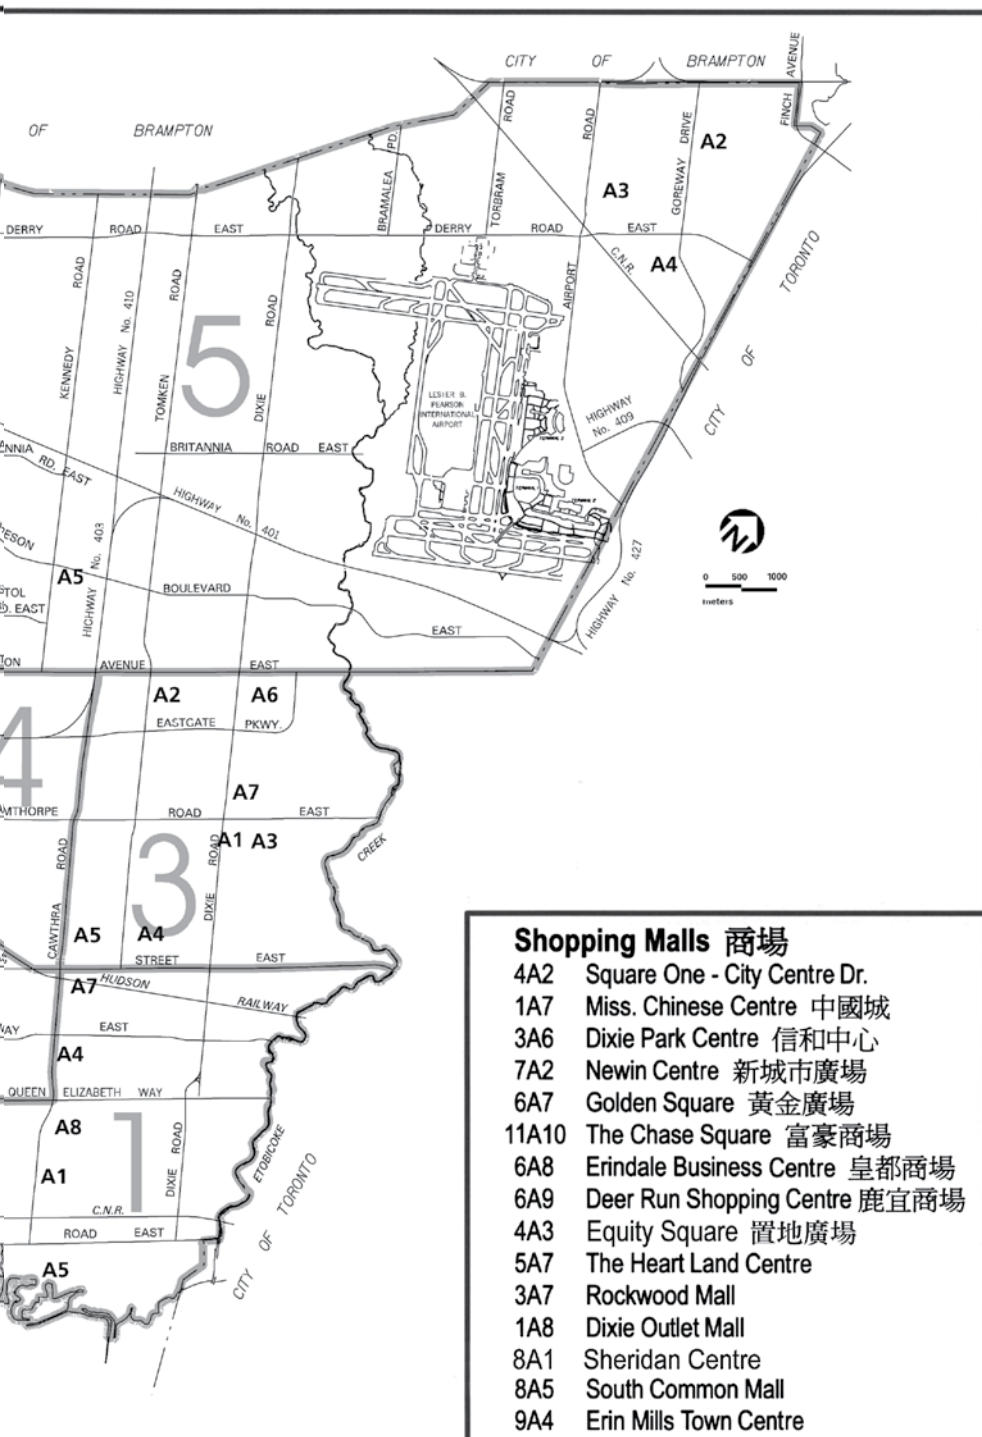 CITY OF BRAMPTON
FINCH AVENUE
OF BRAMPTON
ROAD
ROAD
DRIVE
A2
BRAMALEA
TORBRAM
A3
GOREWAY
DERRY ROAD EAST
DERRY ROAD EAST
CITY OF TORONTO
C.N.R.
A4
KENNEDY ROAD
HIGHWAY No. 410
TOMKEN ROAD
DIXIE ROAD
AIRPORT
5
LESTER B.
PEARSON
INTERNATIONAL
AIRPORT
HIGHWAY
No. 409
BRITANNIA ROAD EAST
RD. EAST
HIGHWAY No. 401
HIGHWAY No. 403
HIGHWAY No. 427
N
0 500 1000
meters
A5
BOULEVARD
EAST
D. EAST
AVENUE EAST
A2 A6
EASTGATE PKWY.
4
A7
ROAD EAST
A1 A3
CREEK
3
CAWTHRA ROAD
DIXIE ROAD
A5 A4
STREET EAST
A7
HUDSON RAILWAY
EAST
A4
QUEEN ELIZABETH WAY
A8
1
A1
DIXIE ROAD
ETOBICOKE
CITY OF TORONTO
C.N.R.
ROAD EAST
A5
Shopping Malls 商場
4A2 Square One - City Centre Dr.
1A7 Miss. Chinese Centre 中國城
3A6 Dixie Park Centre 信和中心
7A2 Newin Centre 新城市廣場
6A7 Golden Square 黃金廣場
11A10 The Chase Square 富豪商場
6A8 Erindale Business Centre 皇都商場
6A9 Deer Run Shopping Centre 鹿宜商場
4A3 Equity Square 置地廣場
5A7 The Heart Land Centre
3A7 Rockwood Mall
1A8 Dixie Outlet Mall
8A1 Sheridan Centre
8A5 South Common Mall
9A4 Erin Mills Town Centre